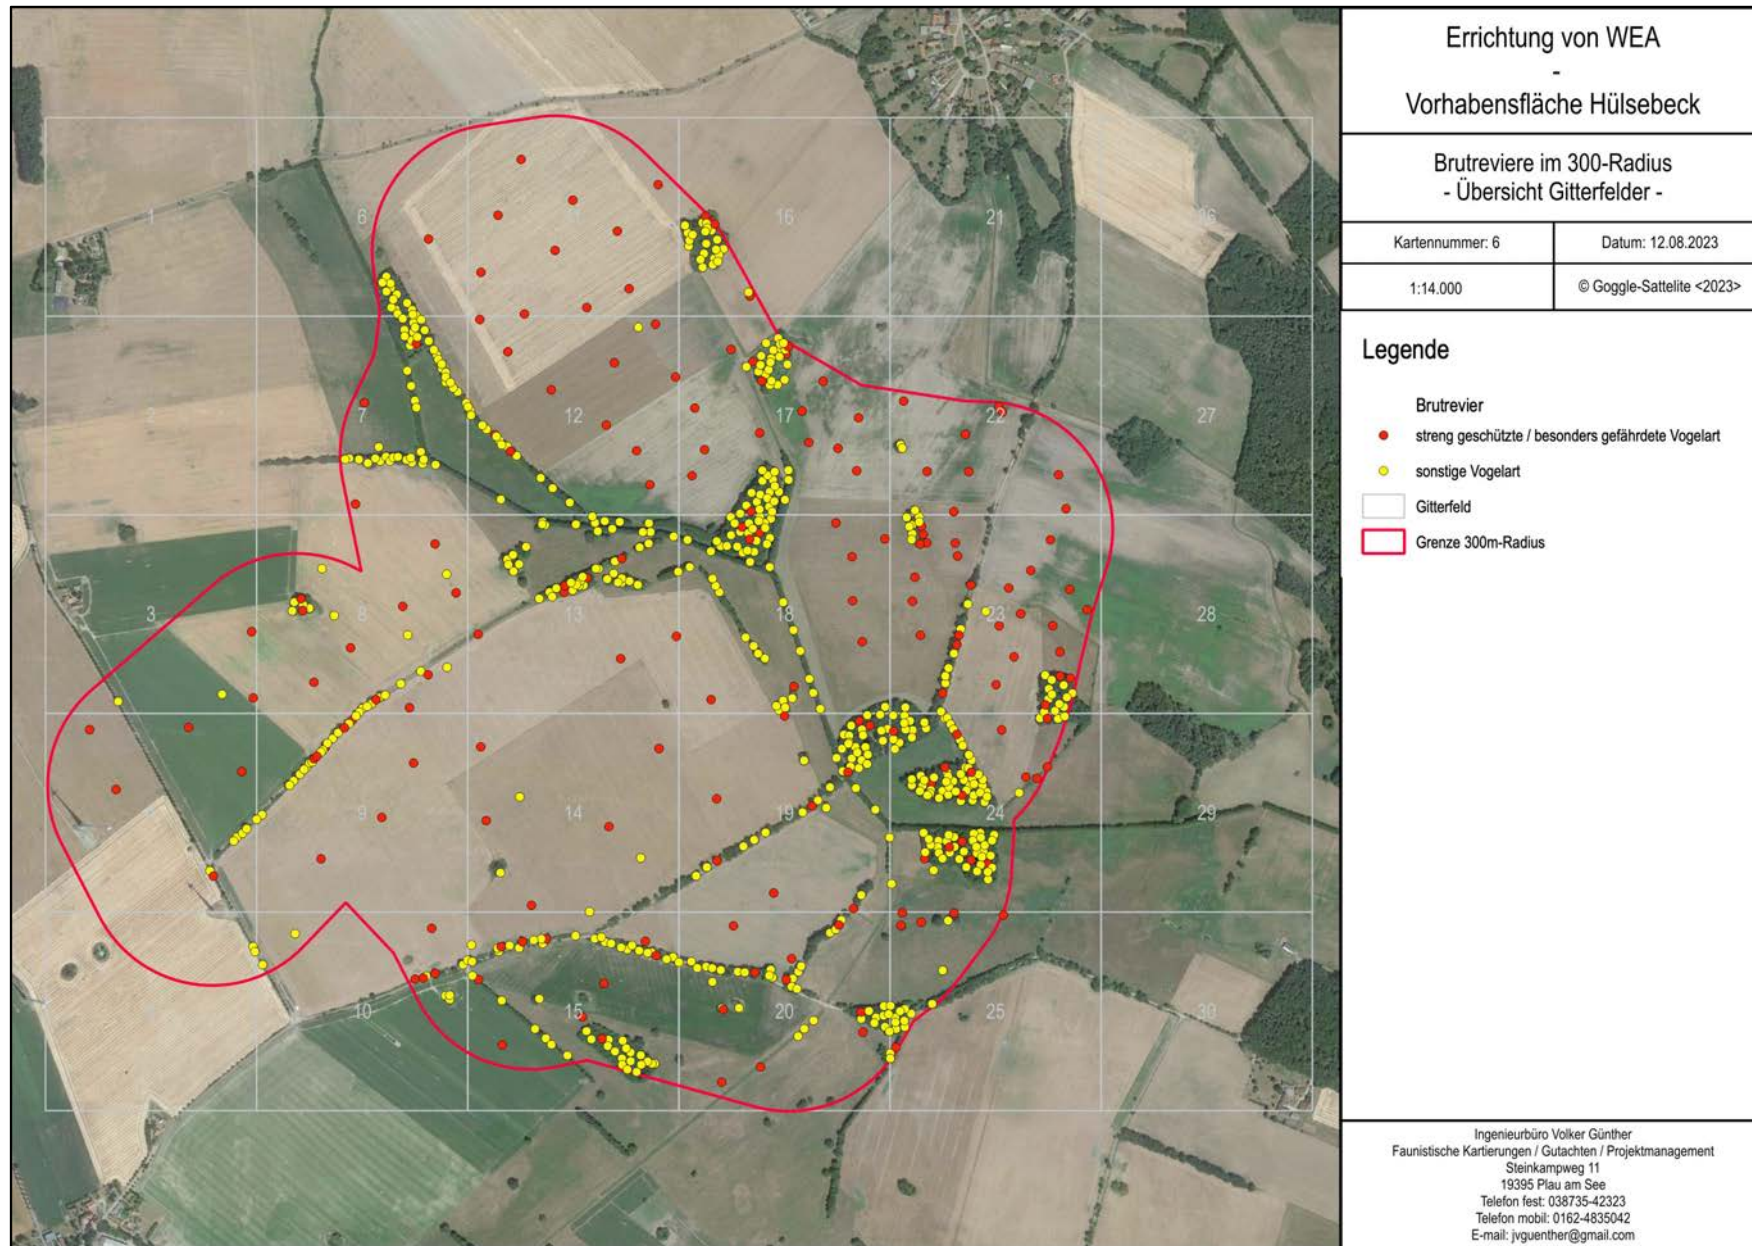 Errichtung von WEA
-
Vorhabensfläche Hülsebeck
Brutreviere im 300-Radius
- Übersicht Gitterfelder -
Kartennummer: 6
Datum: 12.08.2023
1:14.000
© Goggle-Sattelite <2023>
Legende
Brutrevier
streng geschützte / besonders gefährdete Vogelart
sonstige Vogelart
Gitterfeld
Grenze 300m-Radius
1
6
16
21
26
7
12
17
22
27
3
8
13
18
23
28
9
14
19
24
29
10
15
20
25
30
Ingenieurbüro Volker Günther
Faunistische Kartierungen / Gutachten / Projektmanagement
Steinkampweg 11
19395 Plau am See
Telefon fest: 038735-42323
Telefon mobil: 0162-4835042
E-mail: jvguenther@gmail.com